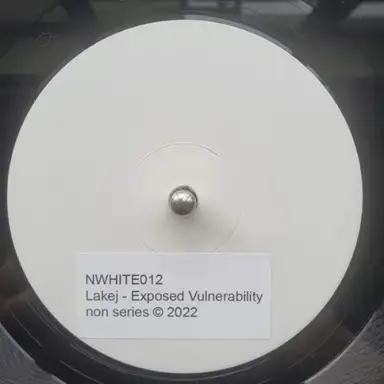 NWHITE012
Lakej - Exposed Vulnerability
non series © 2022